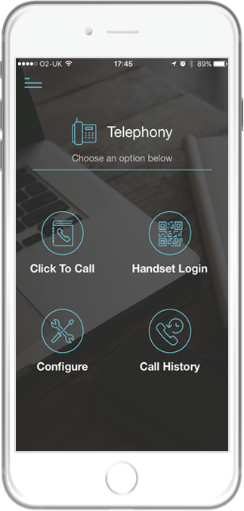 O2-UK 17:45 89%
Telephony
Choose an option below
Click To Call Handset Login
Configure Call History